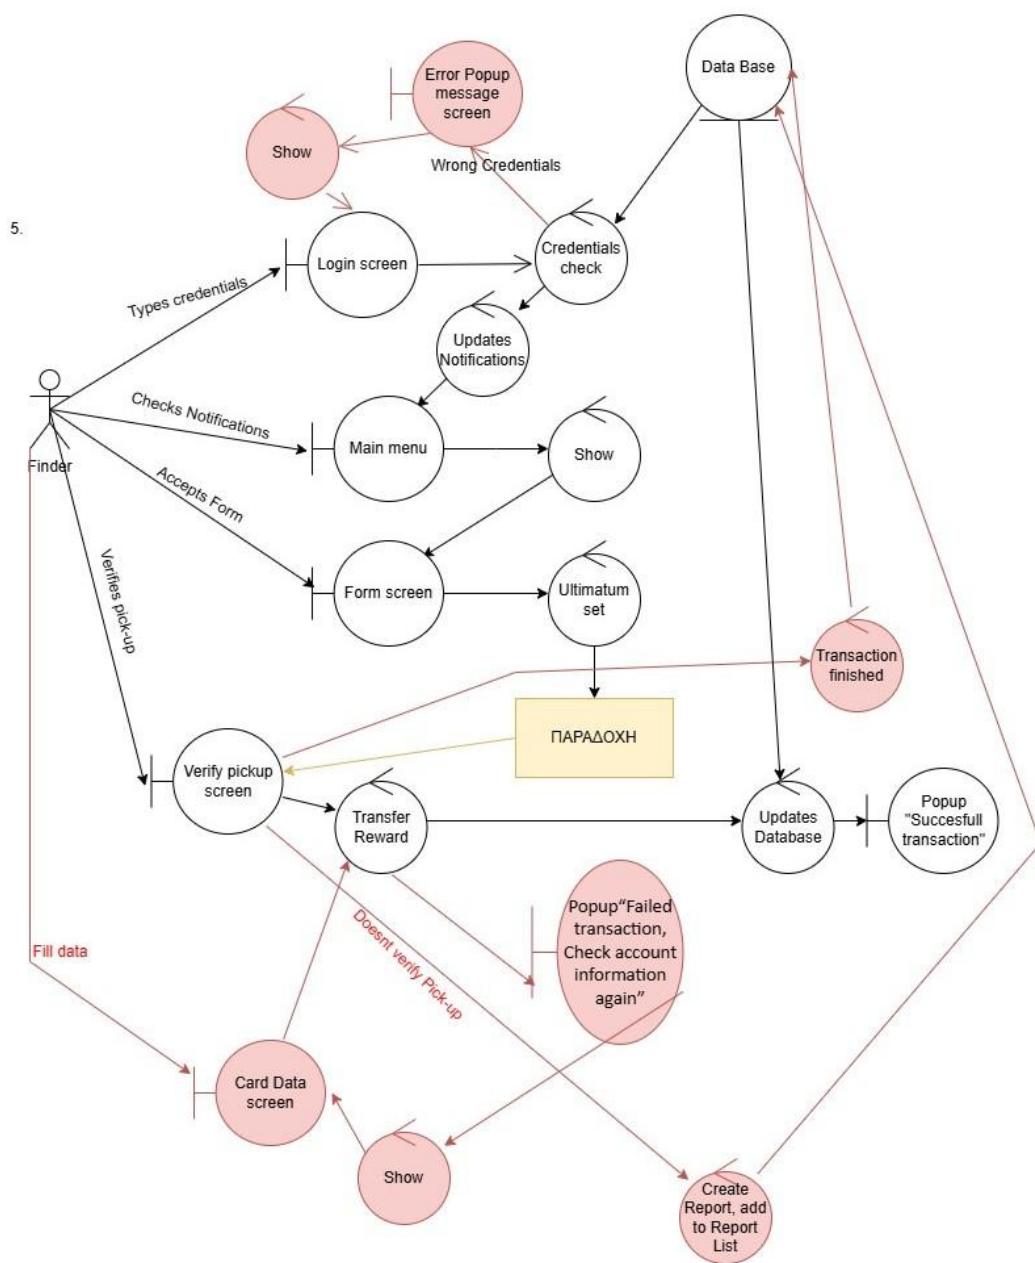 Data Base
Error Popup
message
screen
Show
Wrong Credentials
5.
Login screen
Credentials
check
Types credentials
Updates
Notifications
Checks Notifications
Main menu
Show
Finder
Accepts Form
Verifies pick-up
Form screen
Ultimatum
set
Transaction
finished
ΠΑΡΑΔΟΧΗ
Verify pickup
screen
Transfer
Reward
Updates
Database
Popup
"Succesfull
transaction"
Popup“Failed
transaction,
Check account
information
again”
Doesnt verify Pick-up
Fill data
Card Data
screen
Show
Create
Report, add
to Report
List